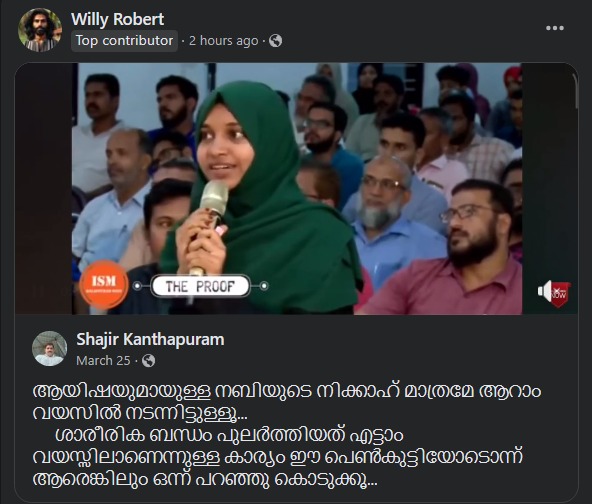 Willy Robert
Top contributor · 2 hours ago ·
ISM
THE PROOF
NOW
Shajir Kanthapuram
March 25 ·
ആയിഷയുമായുള്ള നബിയുടെ നിക്കാഹ് മാത്രമേ ആറാം
വയസിൽ നടന്നിട്ടുള്ളൂ...
ശാരീരിക ബന്ധം പുലർത്തിയത് എട്ടാം
വയസ്സിലാണെന്നുള്ള കാര്യം ഈ പെൺകുട്ടിയോടൊന്ന്
ആരെങ്കിലും ഒന്ന് പറഞ്ഞു കൊടുക്കൂ...